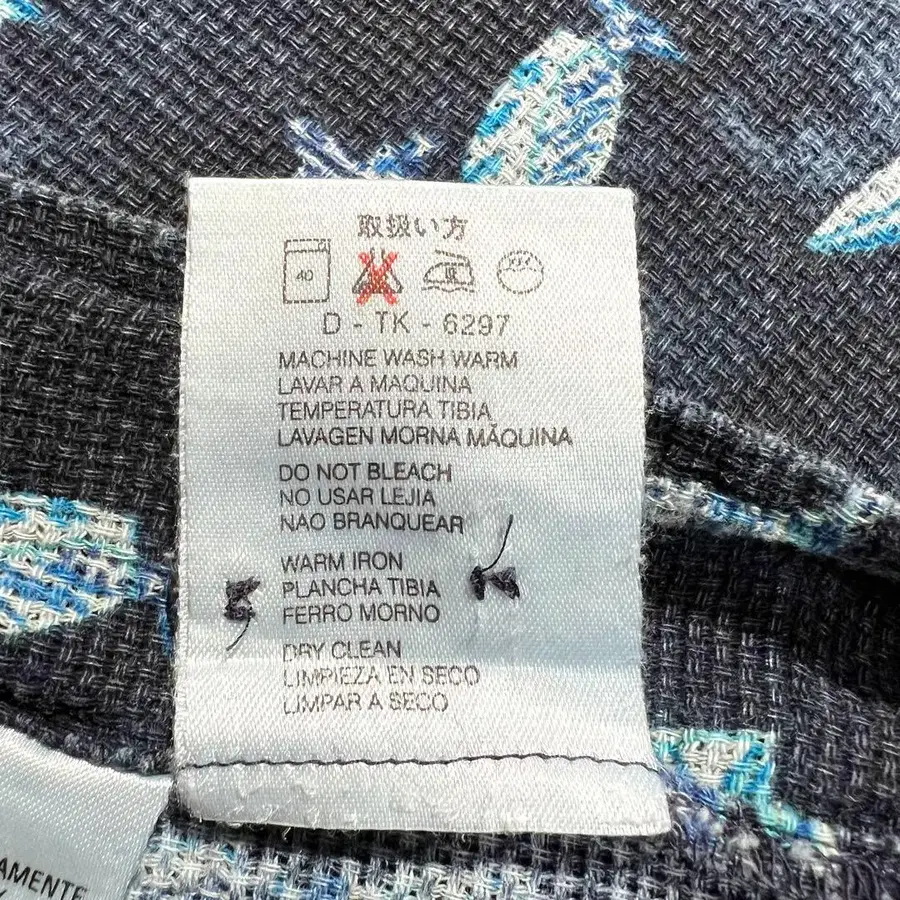 取扱い方
40
D - TK - 6297
MACHINE WASH WARM
LAVAR A MAQUINA
TEMPERATURA TIBIA
LAVAGEN MORNA MÁQUINA
DO NOT BLEACH
NO USAR LEJIA
NAO BRANQUEAR
WARM IRON
PLANCHA TIBIA
FERRO MORNO
DRY CLEAN
LIMPIEZA EN SECO
LIMPAR A SECO
AMENTE